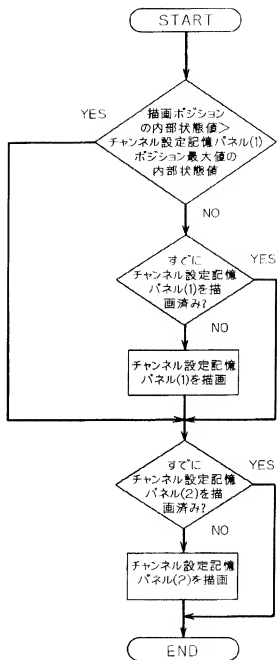 START
YES
描画ポジション
の内部状態値＞
チャンネル設定記憶パネル(1)
ポジション最大値の
内部状態値
NO
すでに
チャンネル設定記憶
パネル(1)を描
画済み?
YES
NO
チャンネル設定記憶
パネル(1)を描画
すでに
チャンネル設定記憶
パネル(2)を描
画済み?
YES
NO
チャンネル設定記憶
パネル(2)を描画
END